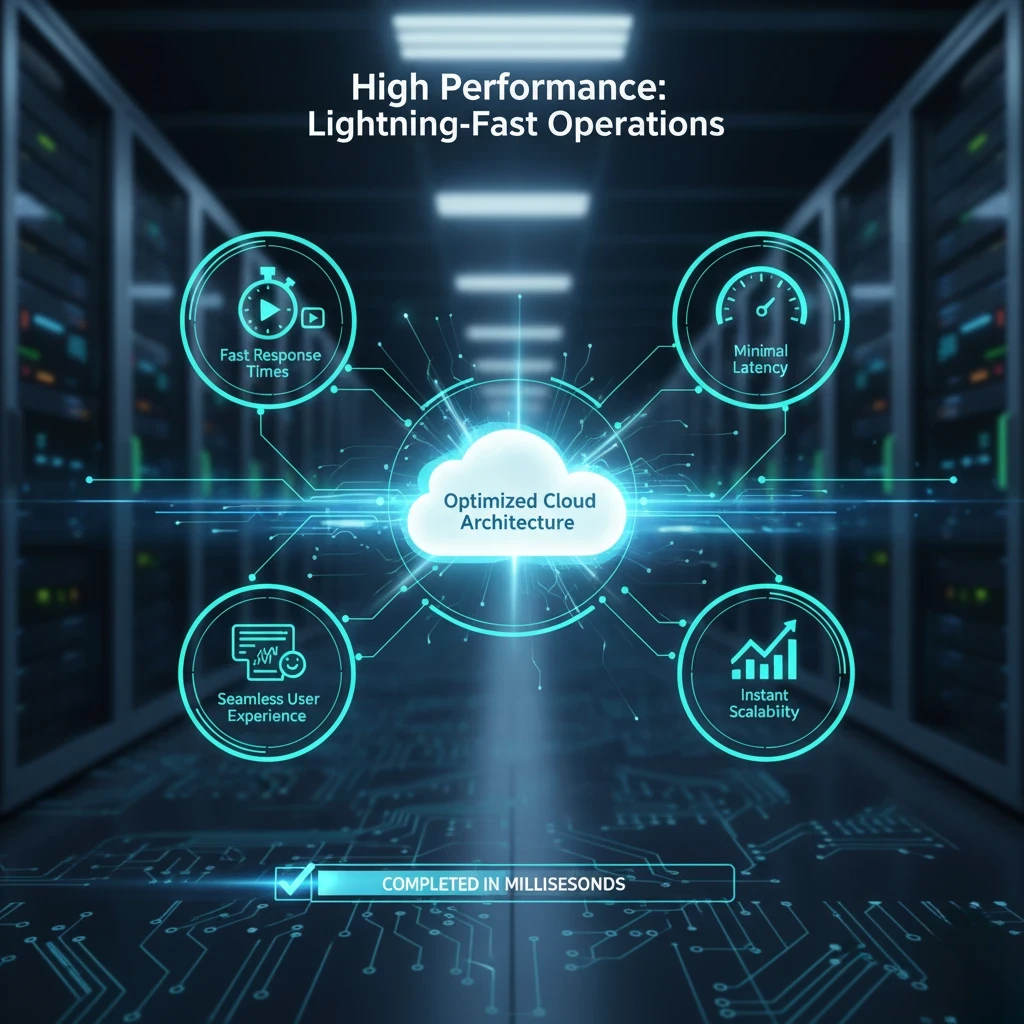 High Performance:
Lightning-Fast Operations
Fast Response
Times
Minimal
Latency
Optimized Cloud
Architecture
Seamless User
Experience
Instant
Scalability
COMPLETED IN MILLISESONDS